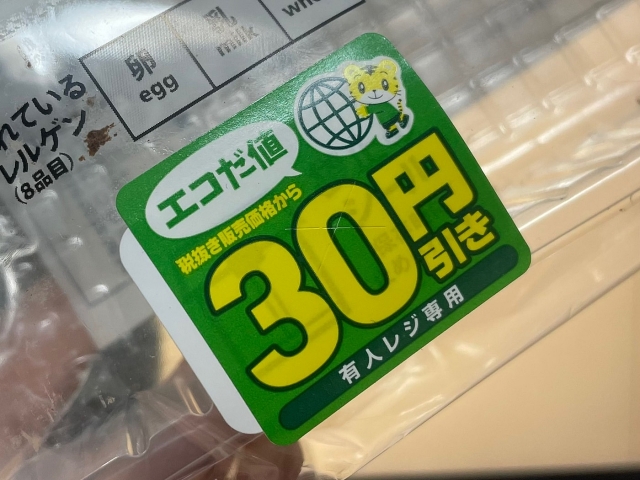 卵
egg
乳
milk
れている
レルゲン
(8品目)
エコだ値
税抜き販売価格から
30円
引き
有人レジ専用